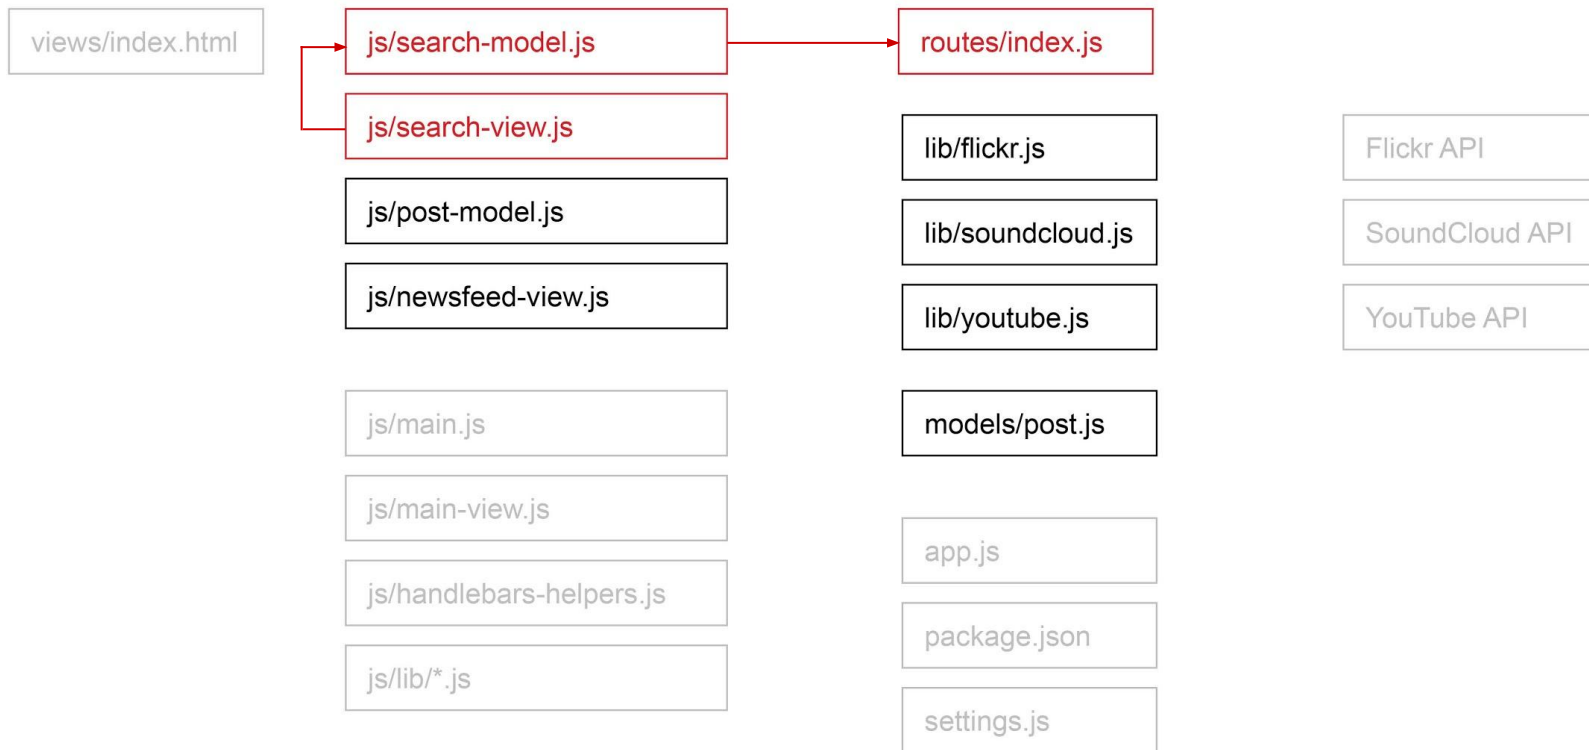 views/index.html
js/search-model.js
js/search-view.js
js/post-model.js
js/newsfeed-view.js
js/main.js
js/main-view.js
js/handlebars-helpers.js
js/lib/*.js
routes/index.js
lib/flickr.js
lib/soundcloud.js
lib/youtube.js
models/post.js
app.js
package.json
settings.js
Flickr API
SoundCloud API
YouTube API